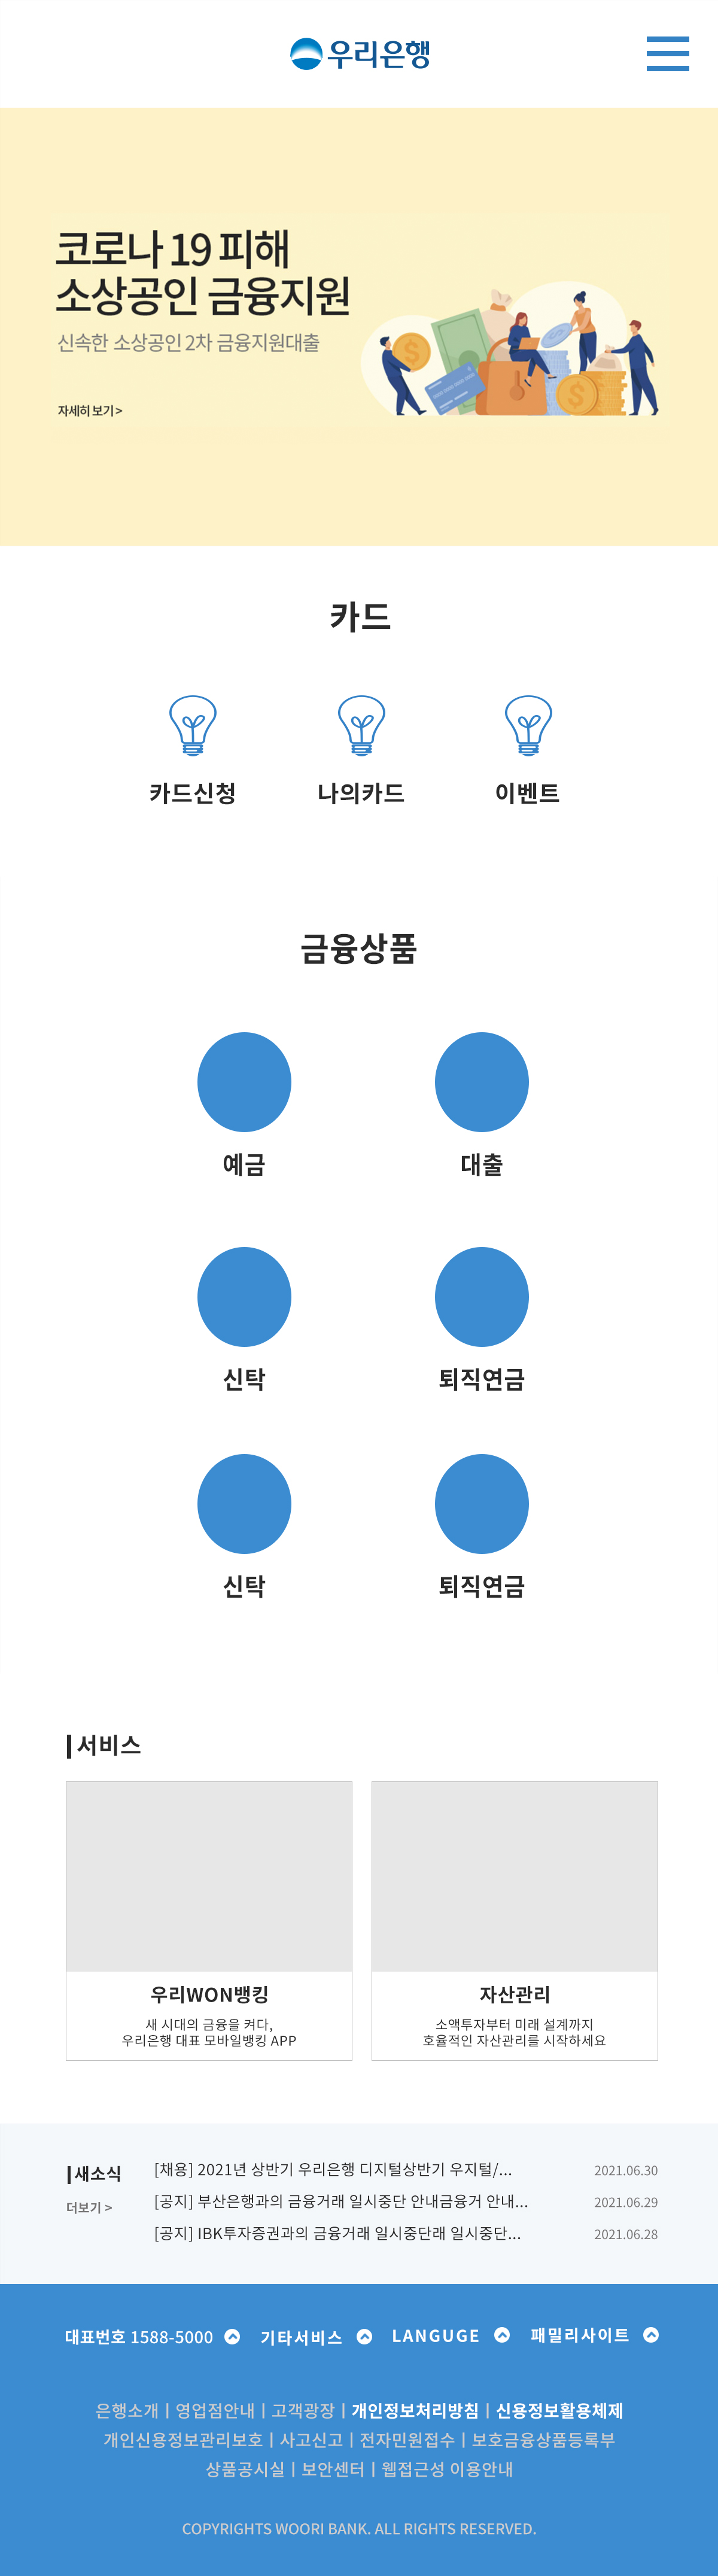 우리은행
코로나 19 피해
소상공인 금융지원
신속한 소상공인 2차 금융지원대출
자세히 보기 >
카드
카드신청 나의카드 이벤트
금융상품
예금 대출
신탁 퇴직연금
신탁 퇴직연금
서비스
우리WON뱅킹
새 시대의 금융을 켜다,
우리은행 대표 모바일뱅킹 APP
자산관리
소액투자부터 미래 설계까지
호율적인 자산관리를 시작하세요
새소식
더보기 >
[채용] 2021년 상반기 우리은행 디지털상반기 우지털/... 2021.06.30
[공지] 부산은행과의 금융거래 일시중단 안내금융거 안내... 2021.06.29
[공지] IBK투자증권과의 금융거래 일시중단래 일시중단... 2021.06.28
대표번호 1588-5000 기타서비스 LANGUGE 패밀리사이트
은행소개 | 영업점안내 | 고객광장 | 개인정보처리방침 | 신용정보활용체제
개인신용정보관리보호 | 사고신고 | 전자민원접수 | 보호금융상품등록부
상품공시실 | 보안센터 | 웹접근성 이용안내
COPYRIGHTS WOORI BANK. ALL RIGHTS RESERVED.